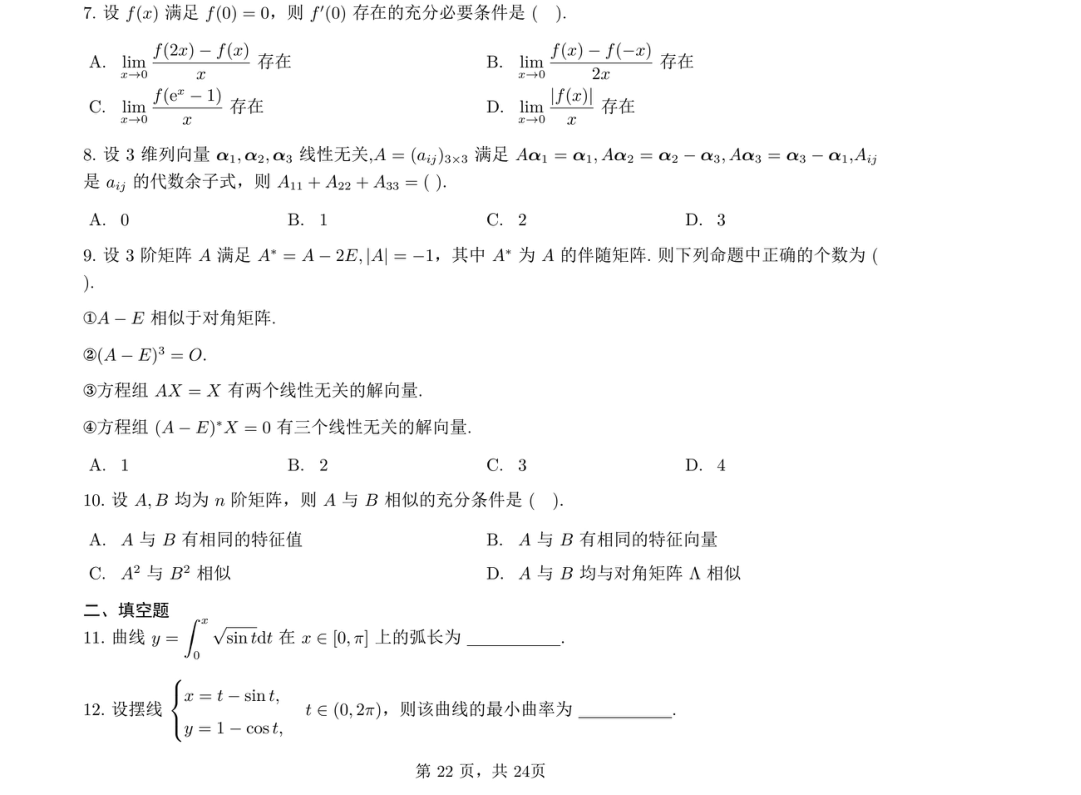 7. 设 f(x) 满足 f(0) = 0，则 f′(0) 存在的充分必要条件是 (   ).
A. lim_{x→0} \frac{f(2x) − f(x)}{x} 存在
B. lim_{x→0} \frac{f(x) − f(−x)}{2x} 存在
C. lim_{x→0} \frac{f(e^x − 1)}{x} 存在
D. lim_{x→0} \frac{|f(x)|}{x} 存在
8. 设 3 维列向量 α₁, α₂, α₃ 线性无关,A = (a_{ij})_{3×3} 满足 Aα₁ = α₁, Aα₂ = α₂ − α₃, Aα₃ = α₃ − α₁,A_{ij}
是 a_{ij} 的代数余子式，则 A₁₁ + A₂₂ + A₃₃ = ( ).
A. 0 B. 1 C. 2 D. 3
9. 设 3 阶矩阵 A 满足 A* = A − 2E, |A| = −1，其中 A* 为 A 的伴随矩阵. 则下列命题中正确的个数为 (
).
①A − E 相似于对角矩阵.
②(A − E)³ = O.
③方程组 AX = X 有两个线性无关的解向量.
④方程组 (A − E)*X = 0 有三个线性无关的解向量.
A. 1 B. 2 C. 3 D. 4
10. 设 A, B 均为 n 阶矩阵，则 A 与 B 相似的充分条件是 (   ).
A. A 与 B 有相同的特征值 B. A 与 B 有相同的特征向量
C. A² 与 B² 相似 D. A 与 B 均与对角矩阵 Λ 相似
二、填空题
11. 曲线 y = ∫_0^x √(sin t)dt 在 x ∈ [0, π] 上的弧长为 ________.
12. 设摆线 { x = t − sin t, y = 1 − cos t, t ∈ (0, 2π)，则该曲线的最小曲率为 ________.
第 22 页，共 24页